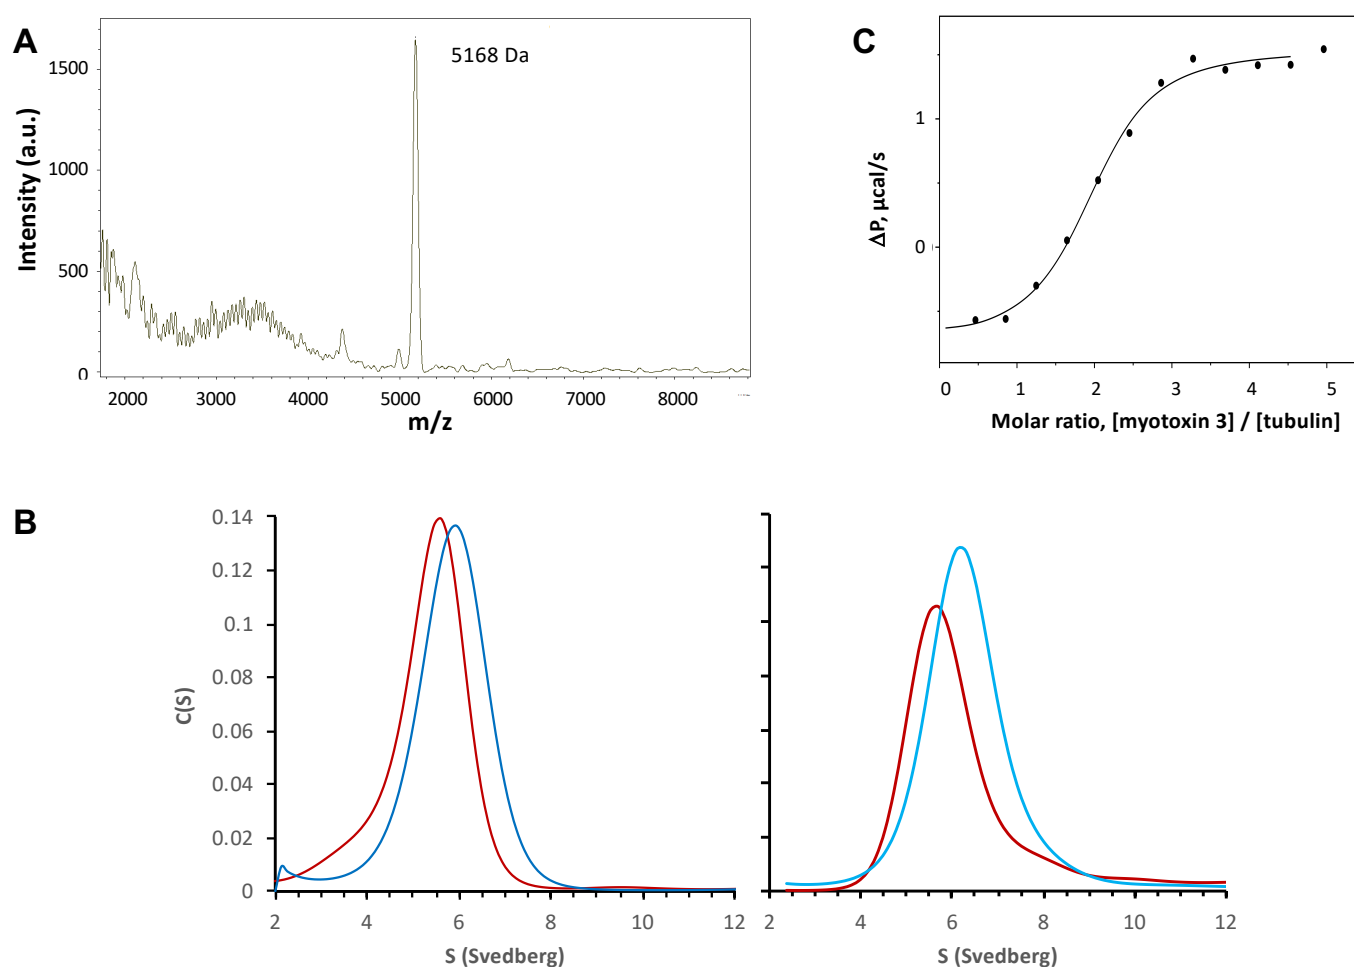 A
5168 Da
1500
1000
500
0
Intensity (a.u.)
2000 3000 4000 5000 6000 7000 8000
m/z
C
1
0
ΔP, µcal/s
0 1 2 3 4 5
Molar ratio, [myotoxin 3] / [tubulin]
B
0.14
0.12
0.1
0.08
0.06
0.04
0.02
0
C(S)
2 4 6 8 10 12
S (Svedberg)
2 4 6 8 10 12
S (Svedberg)